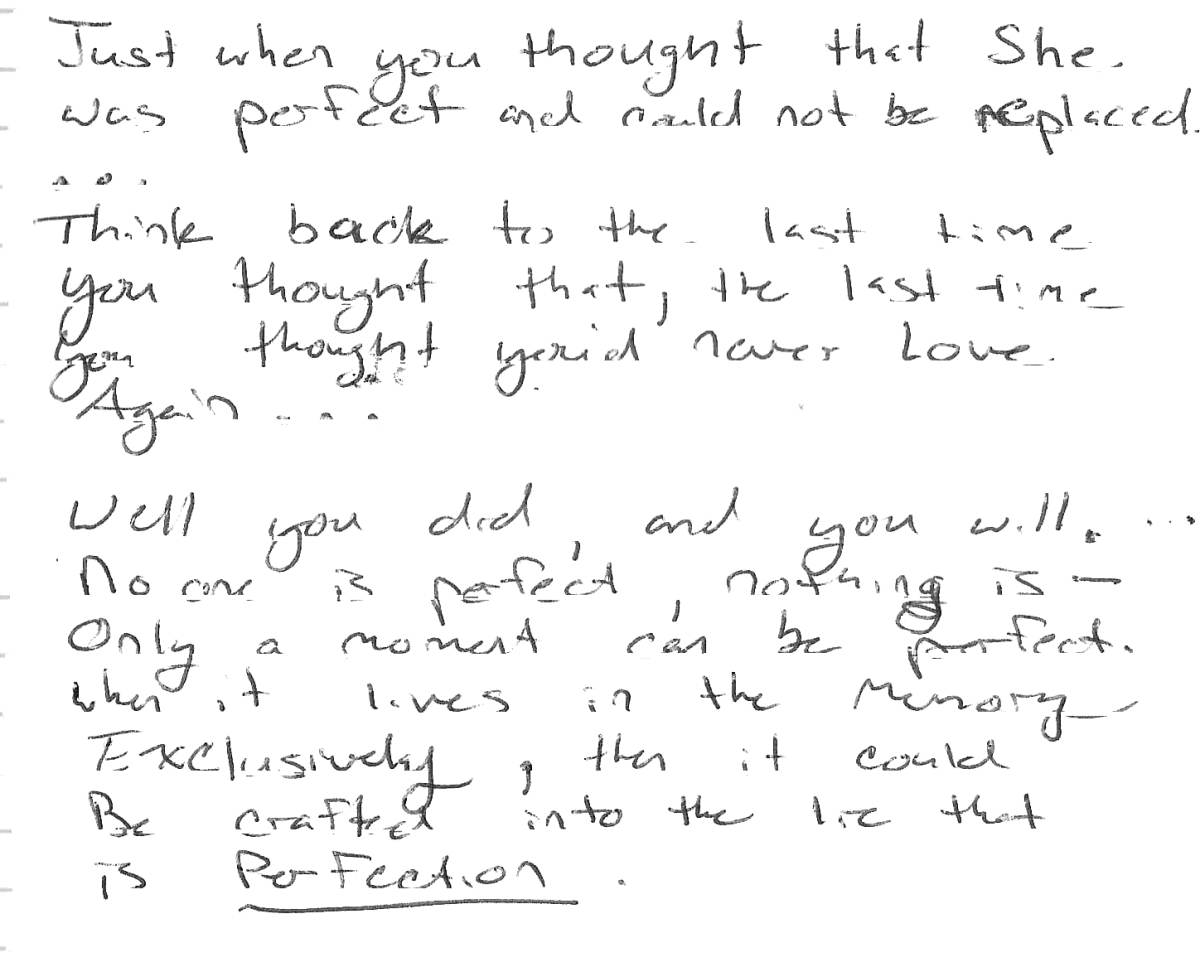 Just when you thought that She
was perfect and could not be replaced.
...
Think back to the last time
you thought that, the last time
you thought you'd never Love
Again ....
Well you did, and you will. ...
No one is perfect, nothing is —
Only a moment can be perfect.
when it lives in the Memory
Exclusively, then it could
Be crafted into the lie that
is Perfection.